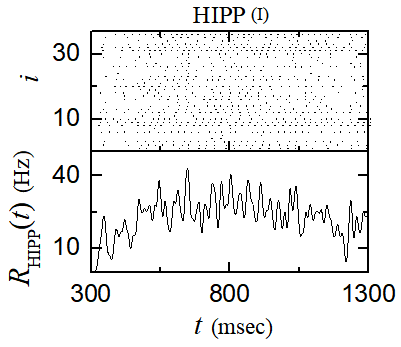 HIPP (I)
30
i
10
40
R_HIPP(t) (Hz)
10
300 800 1300
t (msec)